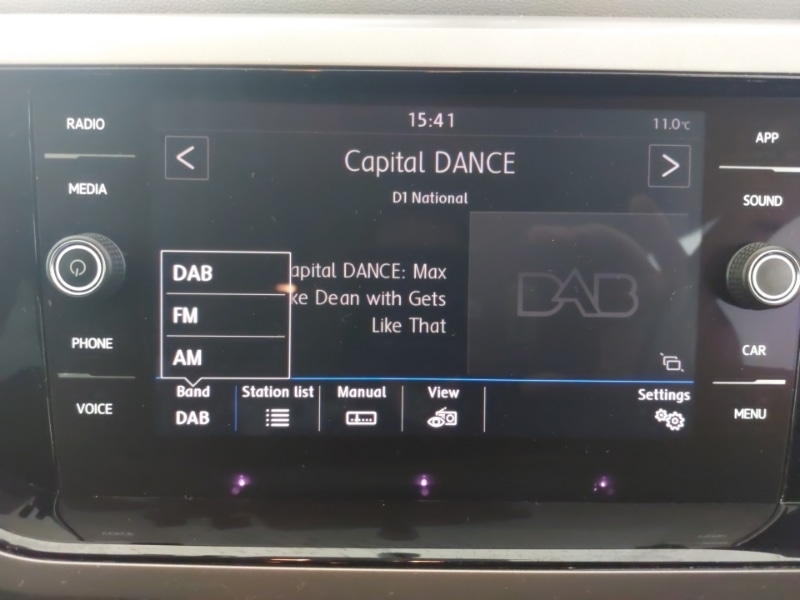 RADIO
MEDIA
PHONE
VOICE
15:41
11.0°C
<
Capital DANCE
>
D1 National
DAB
FM
AM
apital DANCE: Max
ke Dean with Gets
Like That
DAB
Band
DAB
Station list
Manual
View
Settings
APP
SOUND
CAR
MENU